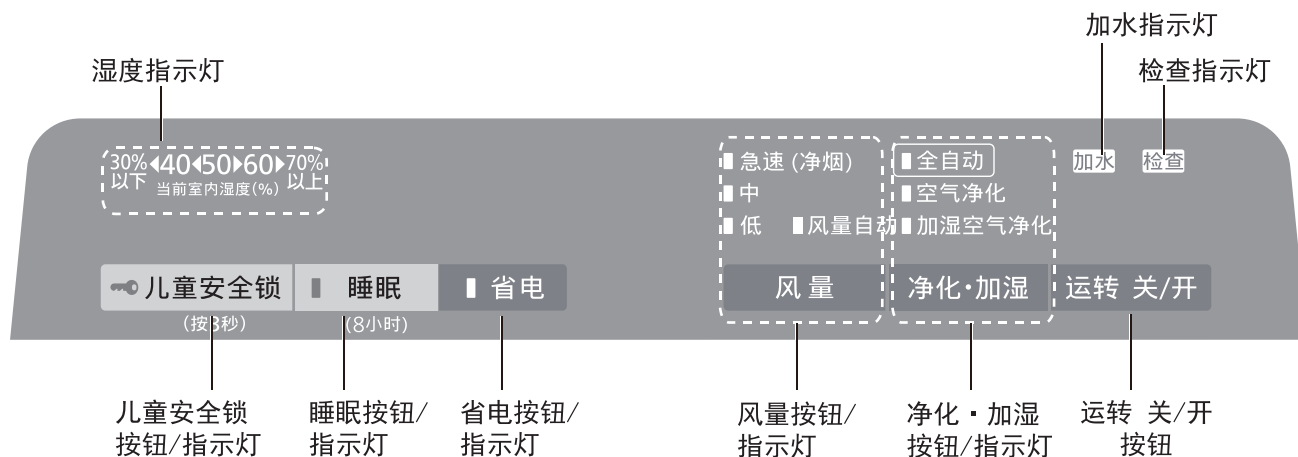 加水指示灯
湿度指示灯
检查指示灯
30%以下 40 50 60 70%以上
当前室内湿度(%)
急速 (净烟)
中
低 风量自动
全自动
空气净化
加湿空气净化
加水
检查
儿童安全锁
(按3秒)
睡眠
(8小时)
省电
风量
净化·加湿
运转 关/开
儿童安全锁
按钮/指示灯
睡眠按钮/
指示灯
省电按钮/
指示灯
风量按钮/
指示灯
净化·加湿
按钮/指示灯
运转 关/开
按钮